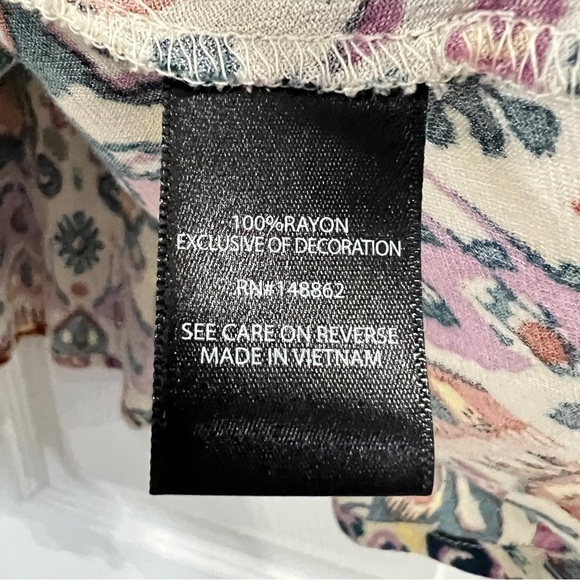 100%RAYON
EXCLUSIVE OF DECORATION
RN#148862
SEE CARE ON REVERSE
MADE IN VIETNAM